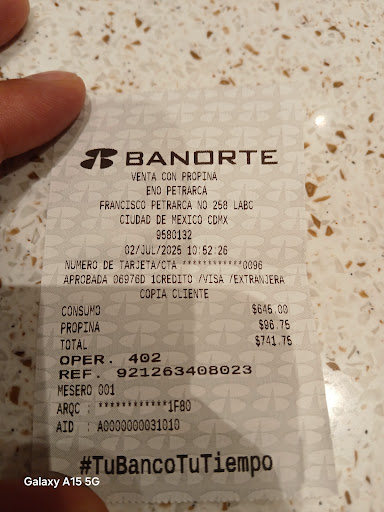 BANORTE
VENTA CON PROPINA
ENO PETRARCA
FRANCISCO PETRARCA NO 258 LABC
CIUDAD DE MEXICO CDMX
9580132
02/JUL/2025 10:52:26
NUMERO DE TARJETA/CTA ************0096
APROBADA 06976D 1CREDITO /VISA /EXTRANJERA
COPIA CLIENTE
CONSUMO $645.00
PROPINA $96.75
TOTAL $741.75
OPER. 402
REF. 921263408023
MESERO 001
ARQC : ************1F80
AID : A0000000031010
#TuBancoTuTiempo
Galaxy A15 5G